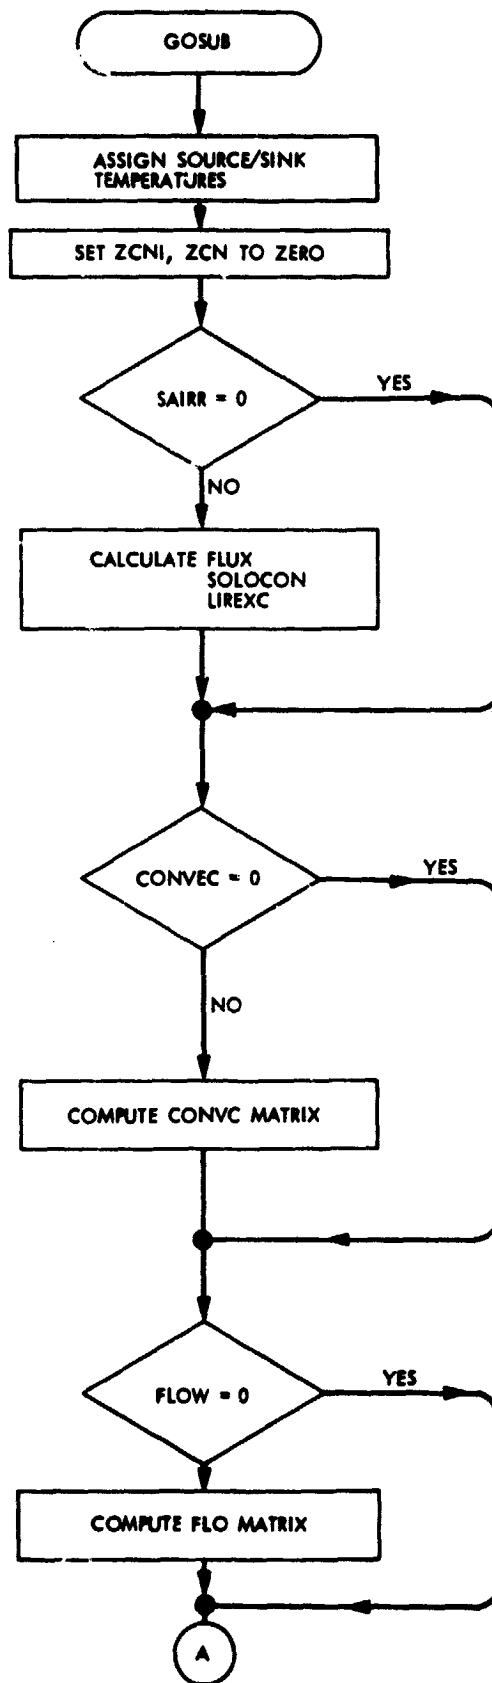 GOSUB
ASSIGN SOURCE/SINK
TEMPERATURES
SET ZCNI, ZCN TO ZERO
SAIRR = 0
YES
NO
CALCULATE FLUX
SOLOCON
LIREXC
CONVEC = 0
YES
NO
COMPUTE CONVC MATRIX
FLOW = 0
YES
COMPUTE FLO MATRIX
A